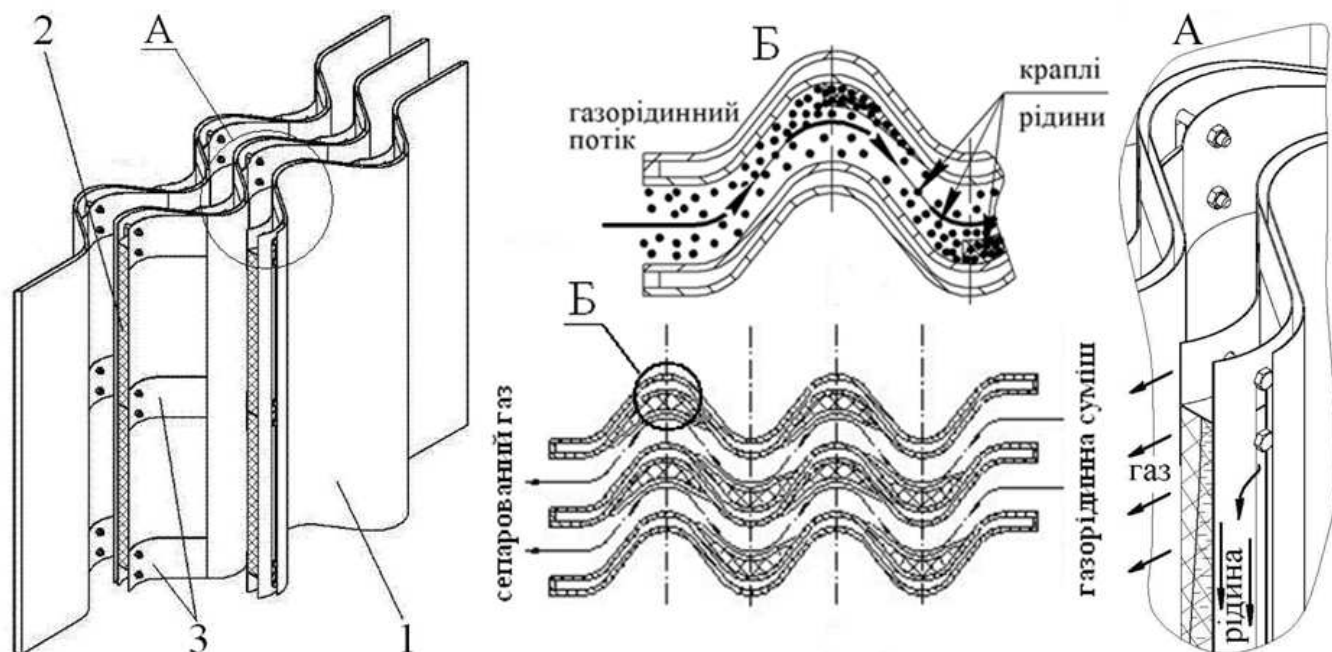 2
А
Б
газорідинний
потік
краплі
рідини
А
Б
сепарований газ
газорідинна суміш
газ
рідина
3
1